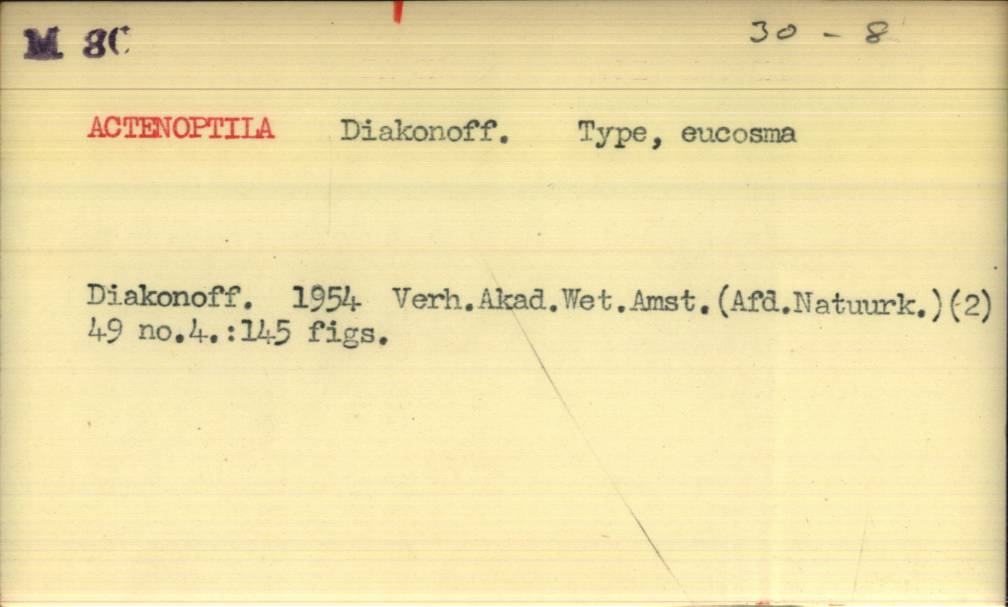 M 8C 30 - 8
ACTENOPTILA Diakonoff. Type, eucosma
Diakonoff. 1954 Verh.Akad.Wet.Amst.(Afd.Natuurk.)(2)
49 no.4.:145 figs.